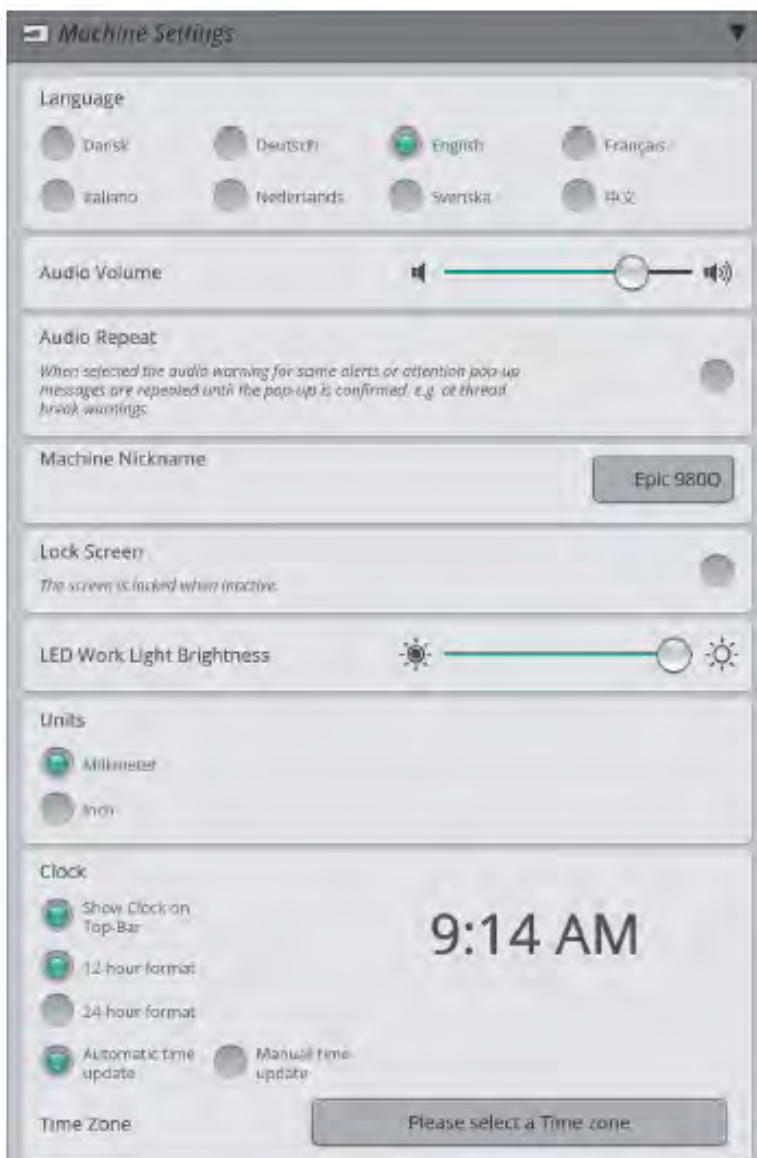 Machine Settings
Language
Dansk Deutsch English Français
Italiano Nederlands Svenska 中文
Audio Volume
Audio Repeat
When selected the audio warning for some alerts or attention pop-up
messages are repeated until the pop-up is confirmed, e.g. at thread
break warnings.
Machine Nickname
Epic 980Q
Lock Screen
The screen is locked when inactive.
LED Work Light Brightness
Units
Millimeter
Inch
Clock
Show Clock on
Top-Bar
9:14 AM
12-hour format
24-hour format
Automatic time Manual time
update update
Time Zone Please select a Time zone